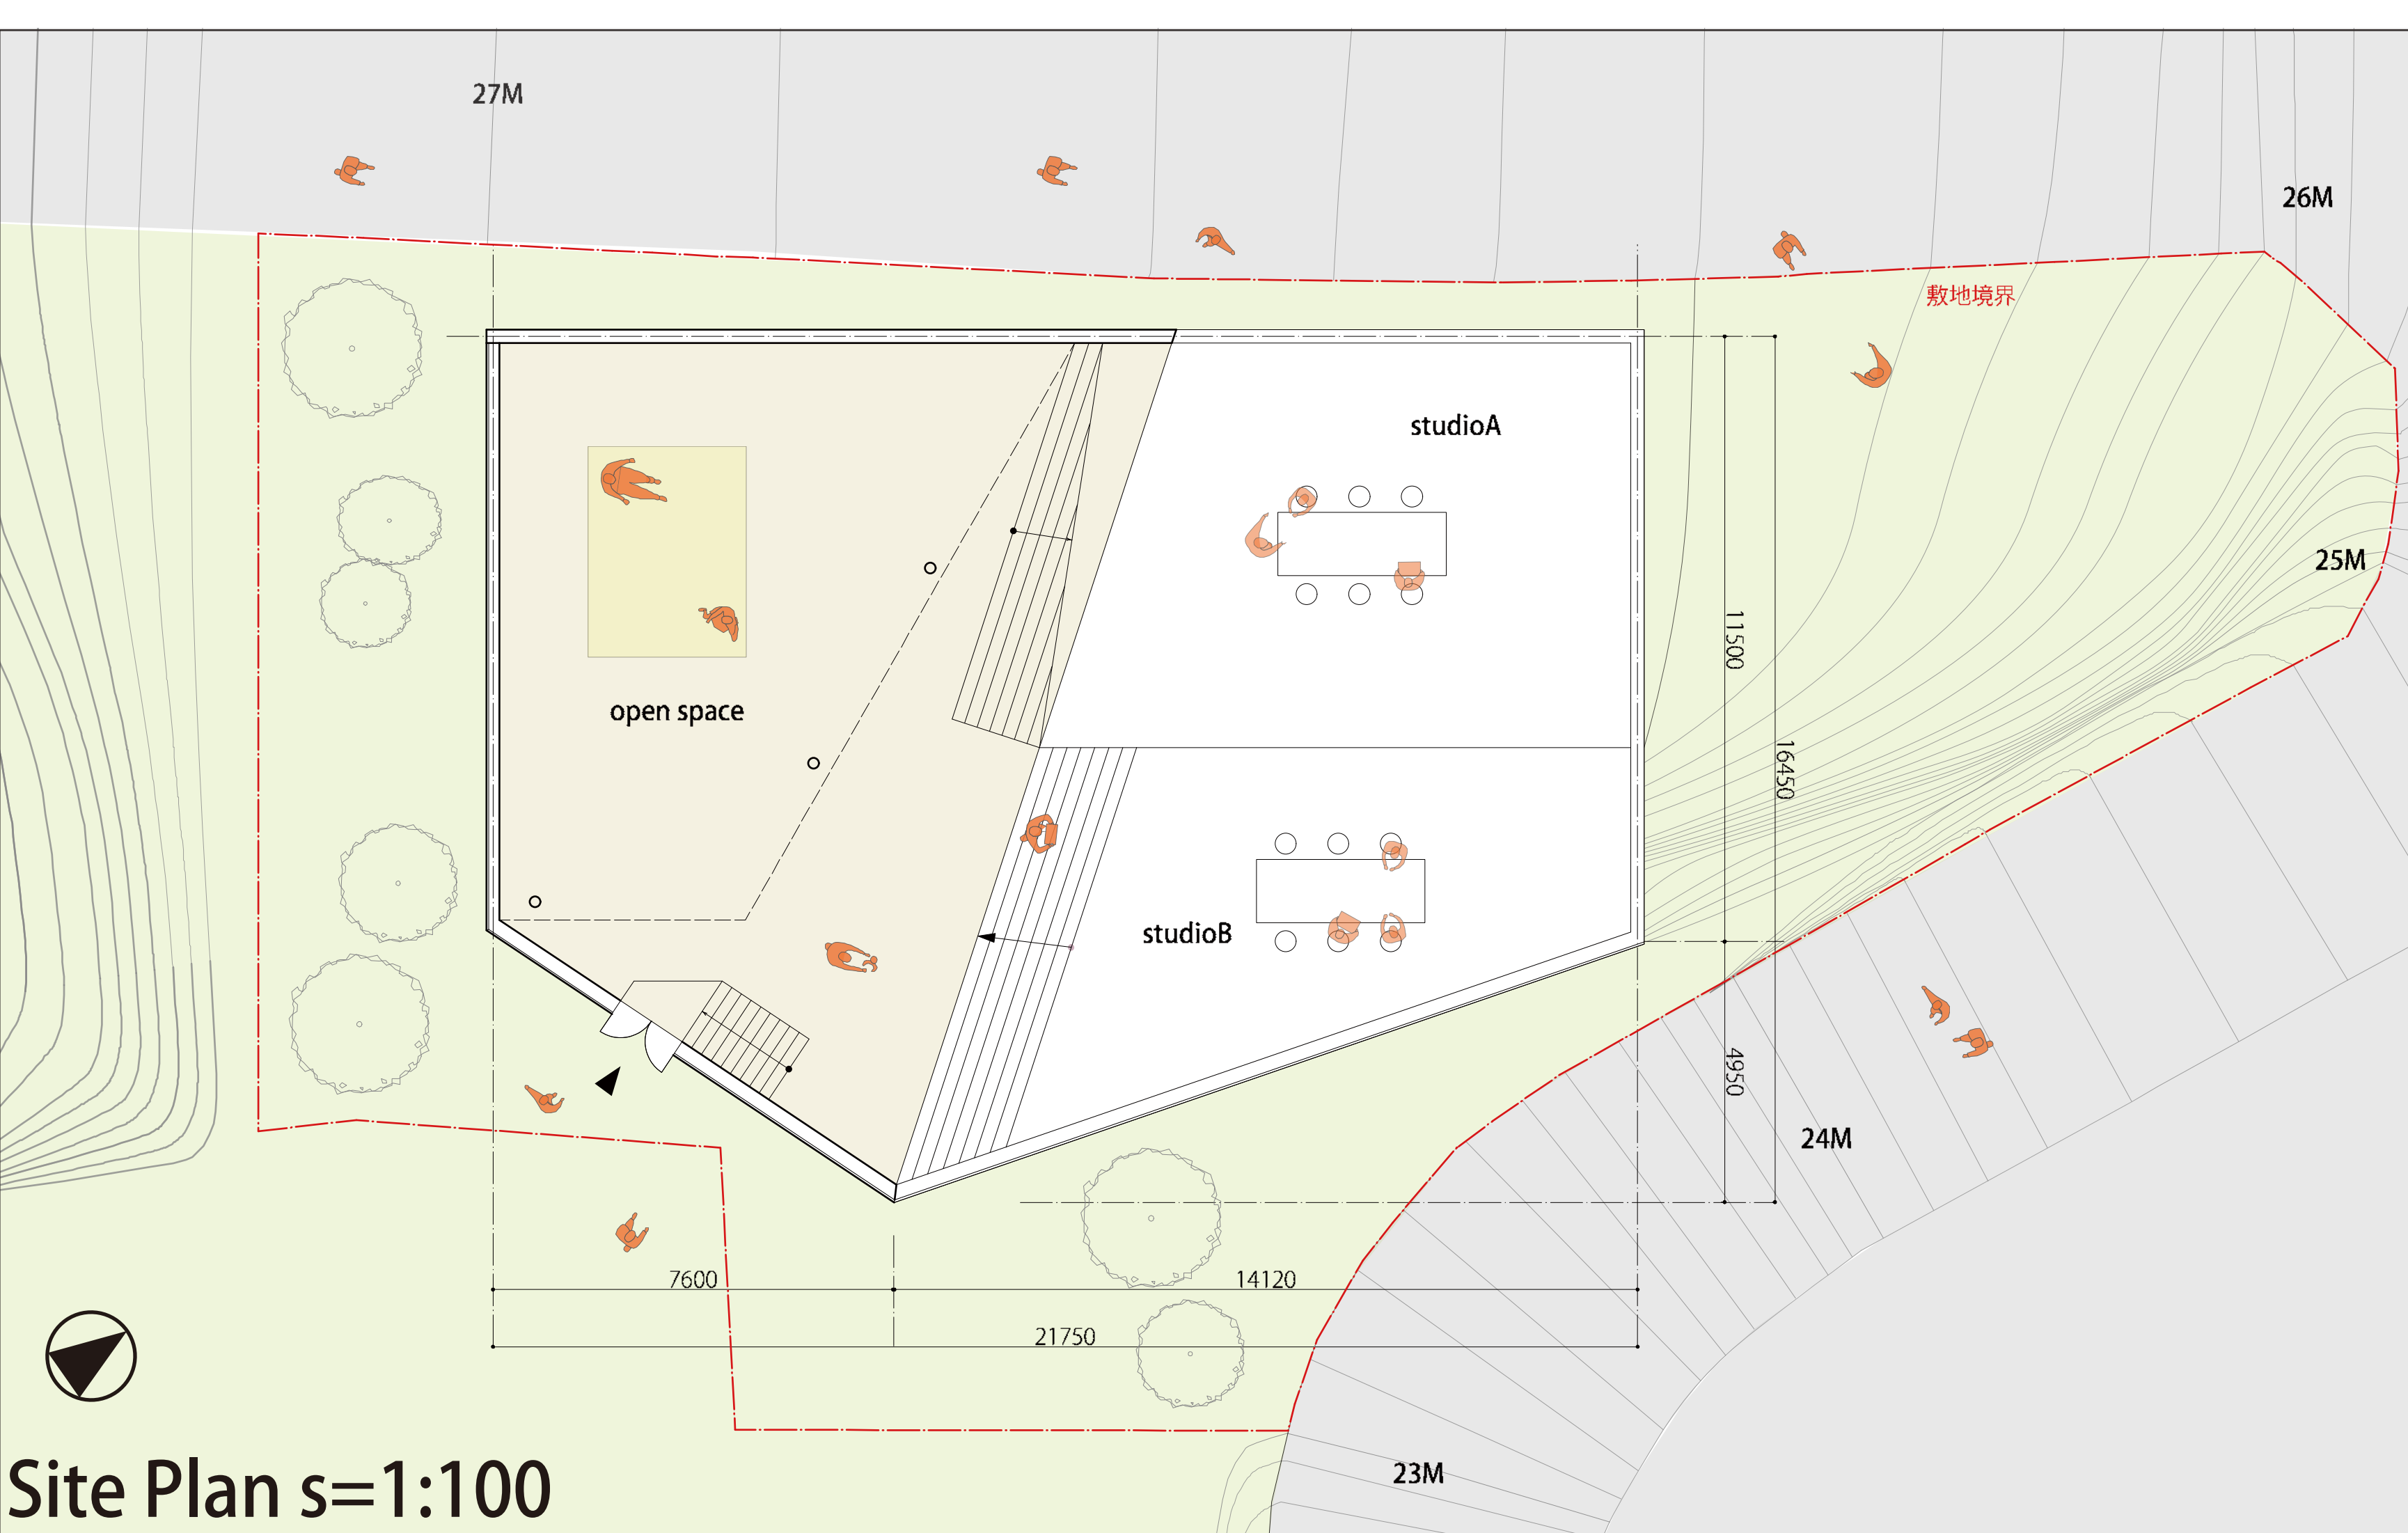 27M
26M
敷地境界
studioA
25M
11500
open space
16450
studioB
4950
24M
7600
14120
21750
23M
Site Plan s=1:100